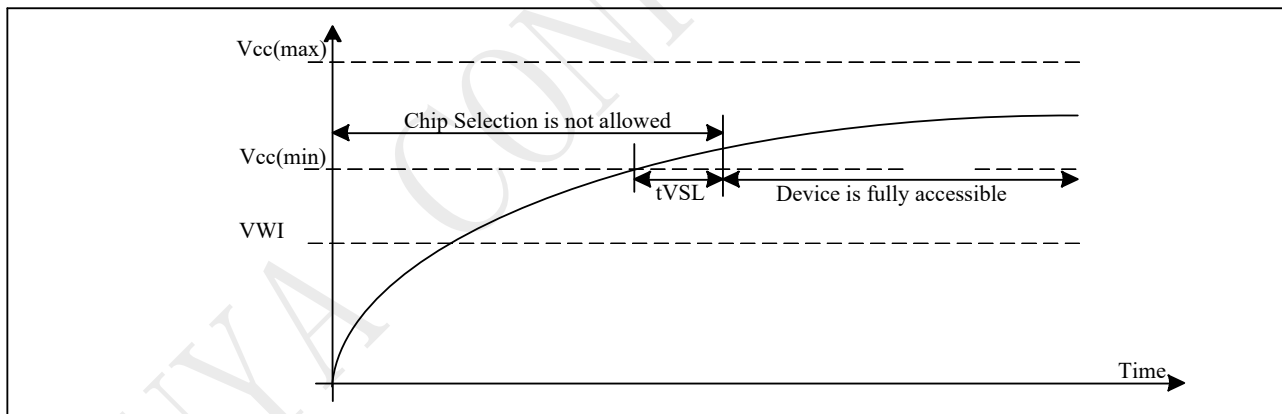 Vcc(max)
Chip Selection is not allowed
Vcc(min)
tVSL
Device is fully accessible
VWI
Time